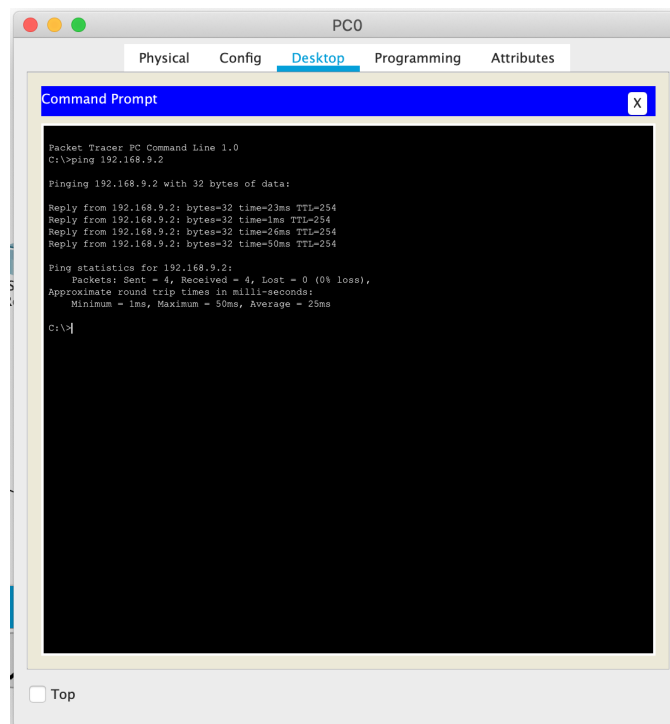 PC0
Physical Config Desktop Programming Attributes
Command Prompt
X
Packet Tracer PC Command Line 1.0
C:\>ping 192.168.9.2
Pinging 192.168.9.2 with 32 bytes of data:
Reply from 192.168.9.2: bytes=32 time=23ms TTL=254
Reply from 192.168.9.2: bytes=32 time=1ms TTL=254
Reply from 192.168.9.2: bytes=32 time=26ms TTL=254
Reply from 192.168.9.2: bytes=32 time=50ms TTL=254
Ping statistics for 192.168.9.2:
Packets: Sent = 4, Received = 4, Lost = 0 (0% loss),
Approximate round trip times in milli-seconds:
Minimum = 1ms, Maximum = 50ms, Average = 25ms
C:\>
Top